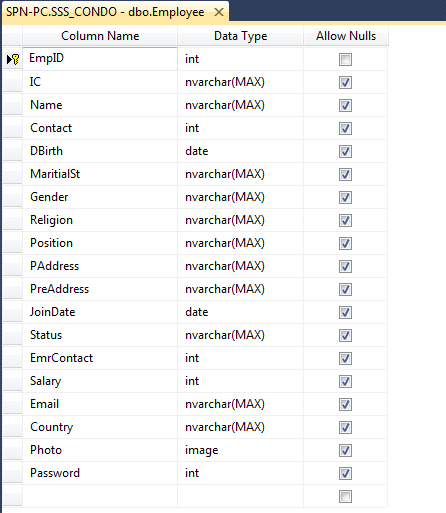 SPN-PC.SSS_CONDO - dbo.Employee ×
Column Name Data Type Allow Nulls
EmpID int
IC nvarchar(MAX)
Name nvarchar(MAX)
Contact int
DBirth date
MaritialSt nvarchar(MAX)
Gender nvarchar(MAX)
Religion nvarchar(MAX)
Position nvarchar(MAX)
PAddress nvarchar(MAX)
PreAddress nvarchar(MAX)
JoinDate date
Status nvarchar(MAX)
EmrContact int
Salary int
Email nvarchar(MAX)
Country nvarchar(MAX)
Photo image
Password int